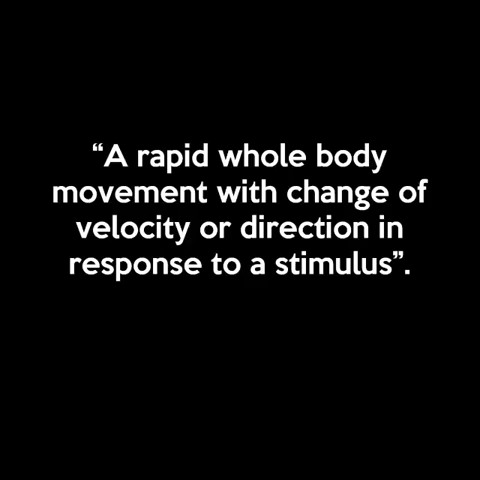 “A rapid whole body
movement with change of
velocity or direction in
response to a stimulus”.